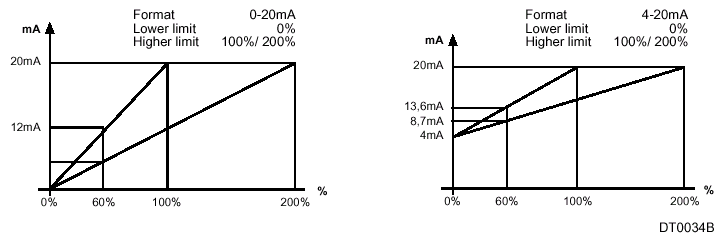 Format 0-20mA
Lower limit 0%
Higher limit 100%/ 200%
mA
20mA
12mA
0% 60% 100% 200% %
Format 4-20mA
Lower limit 0%
Higher limit 100%/ 200%
mA
20mA
13,6mA
8,7mA
4mA
0% 60% 100% 200% %
DT0034B